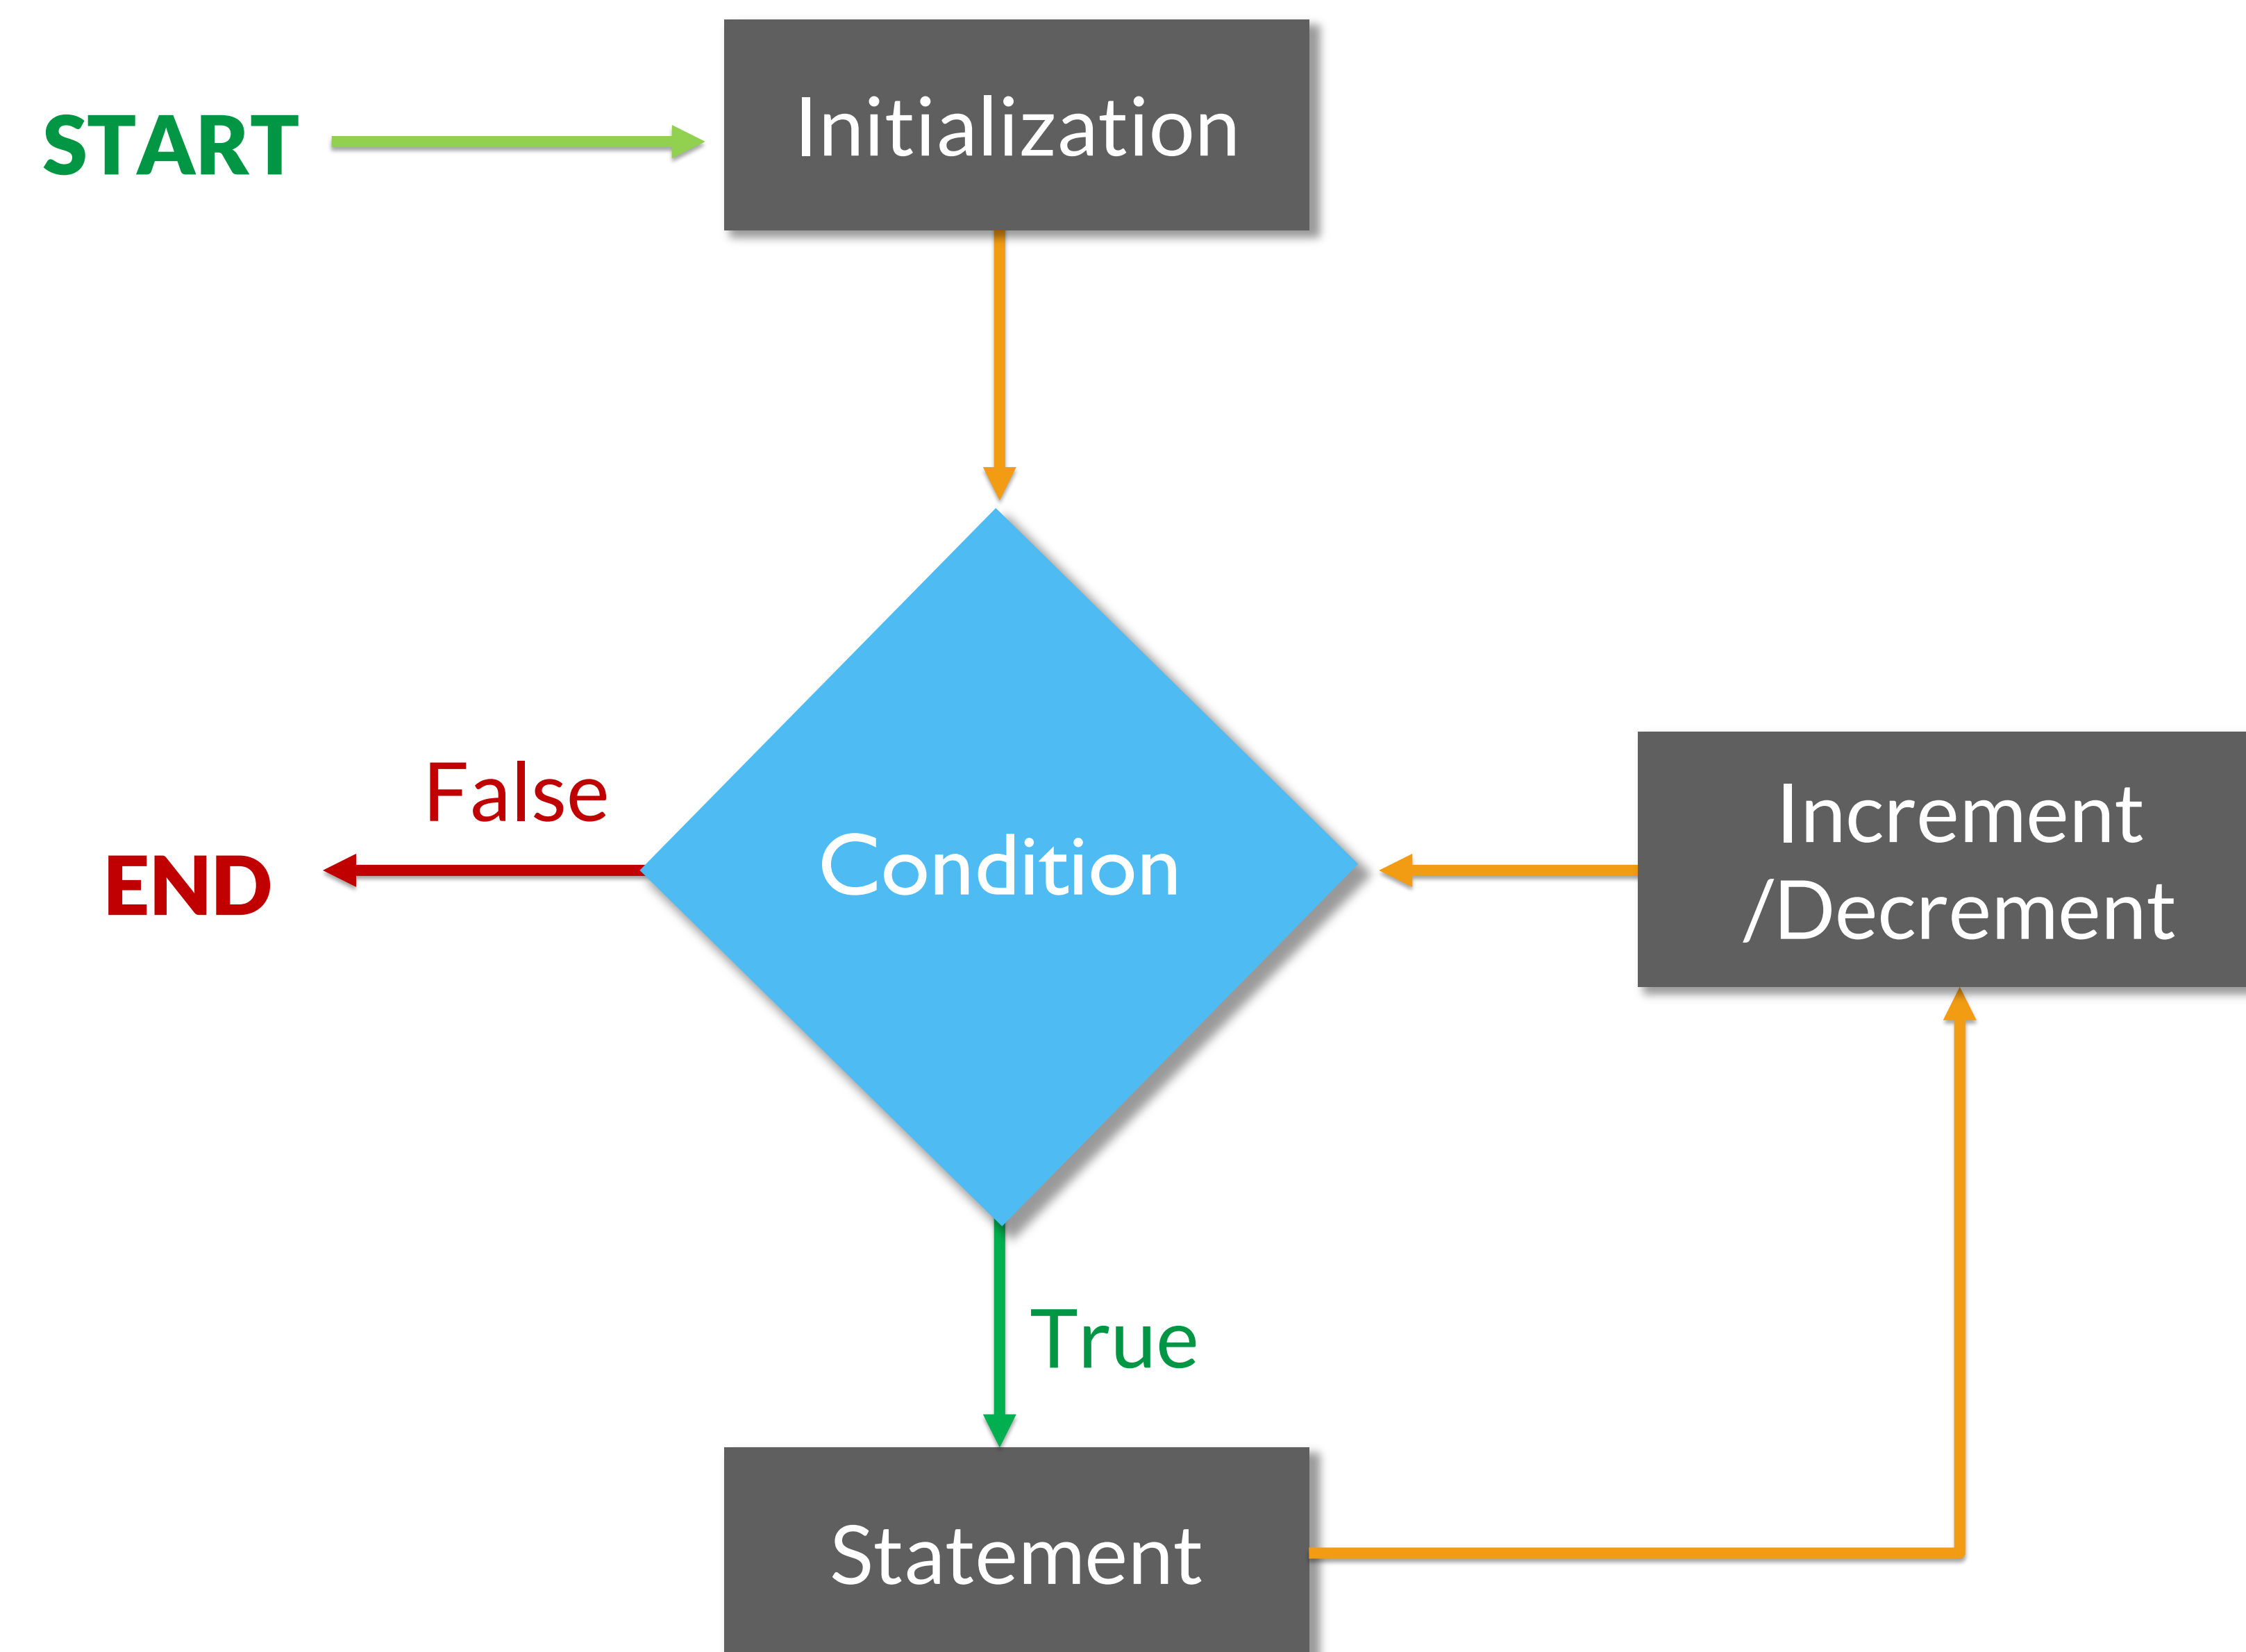 START
Initialization
False
END
Condition
Increment
/Decrement
True
Statement